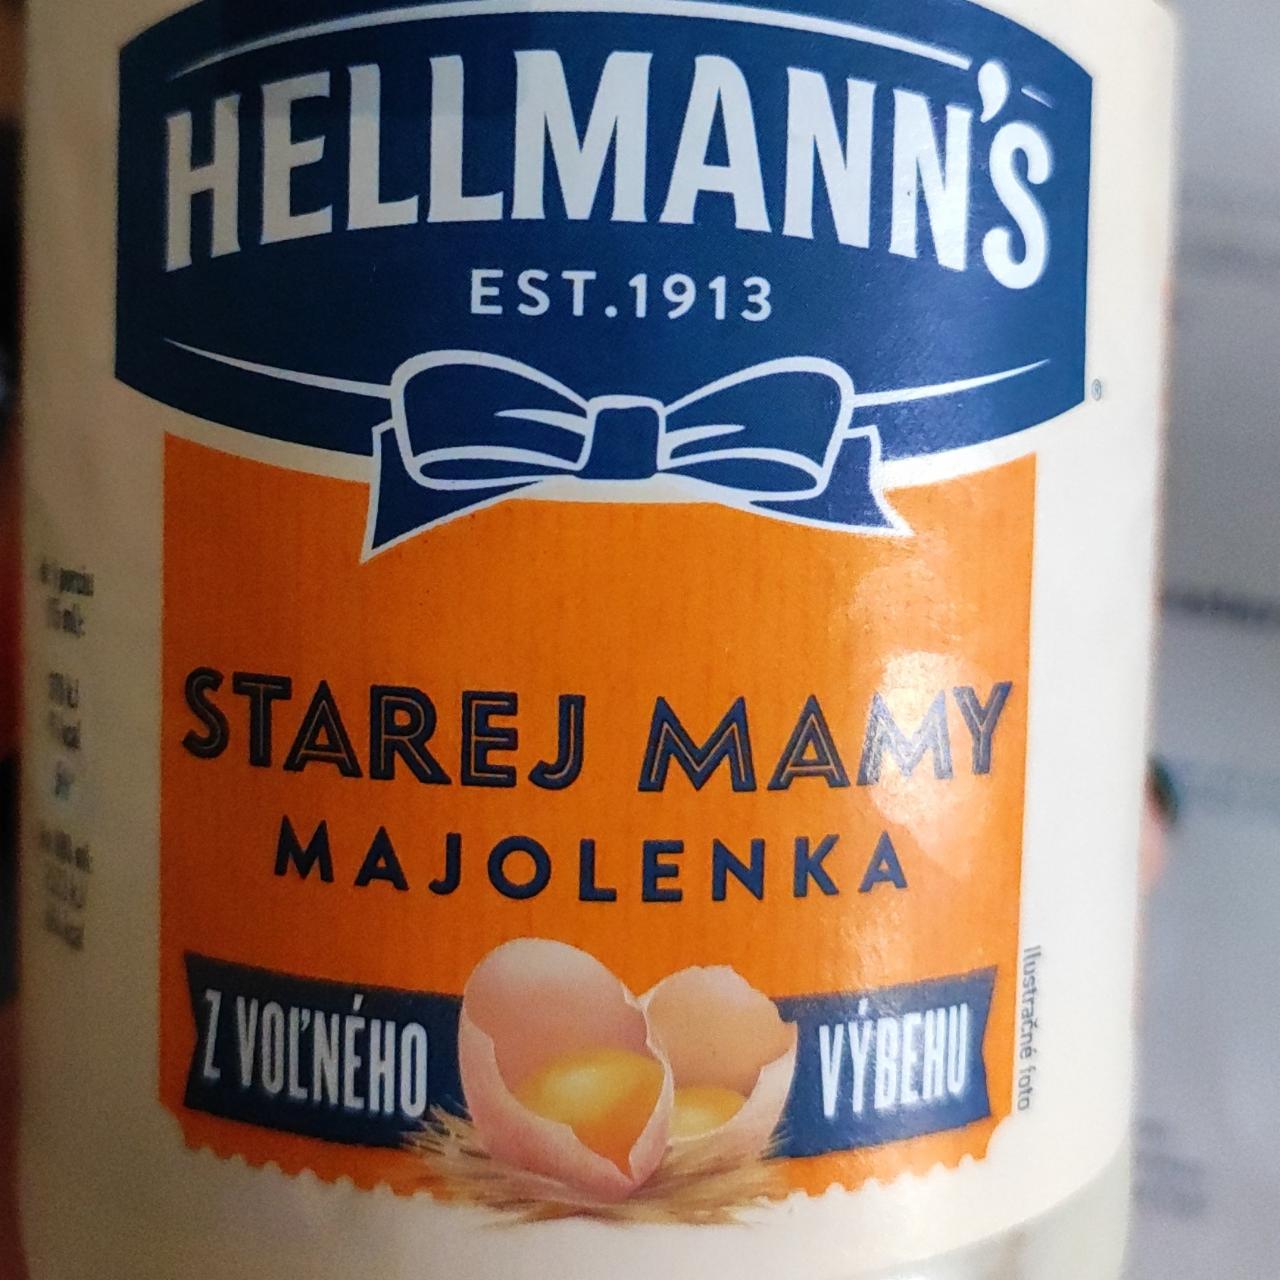 HELLMANN'S
EST.1913
®
STAREJ MAMY
MAJOLENKA
Z VOĽNÉHO VÝBEHU
Ilustračné foto